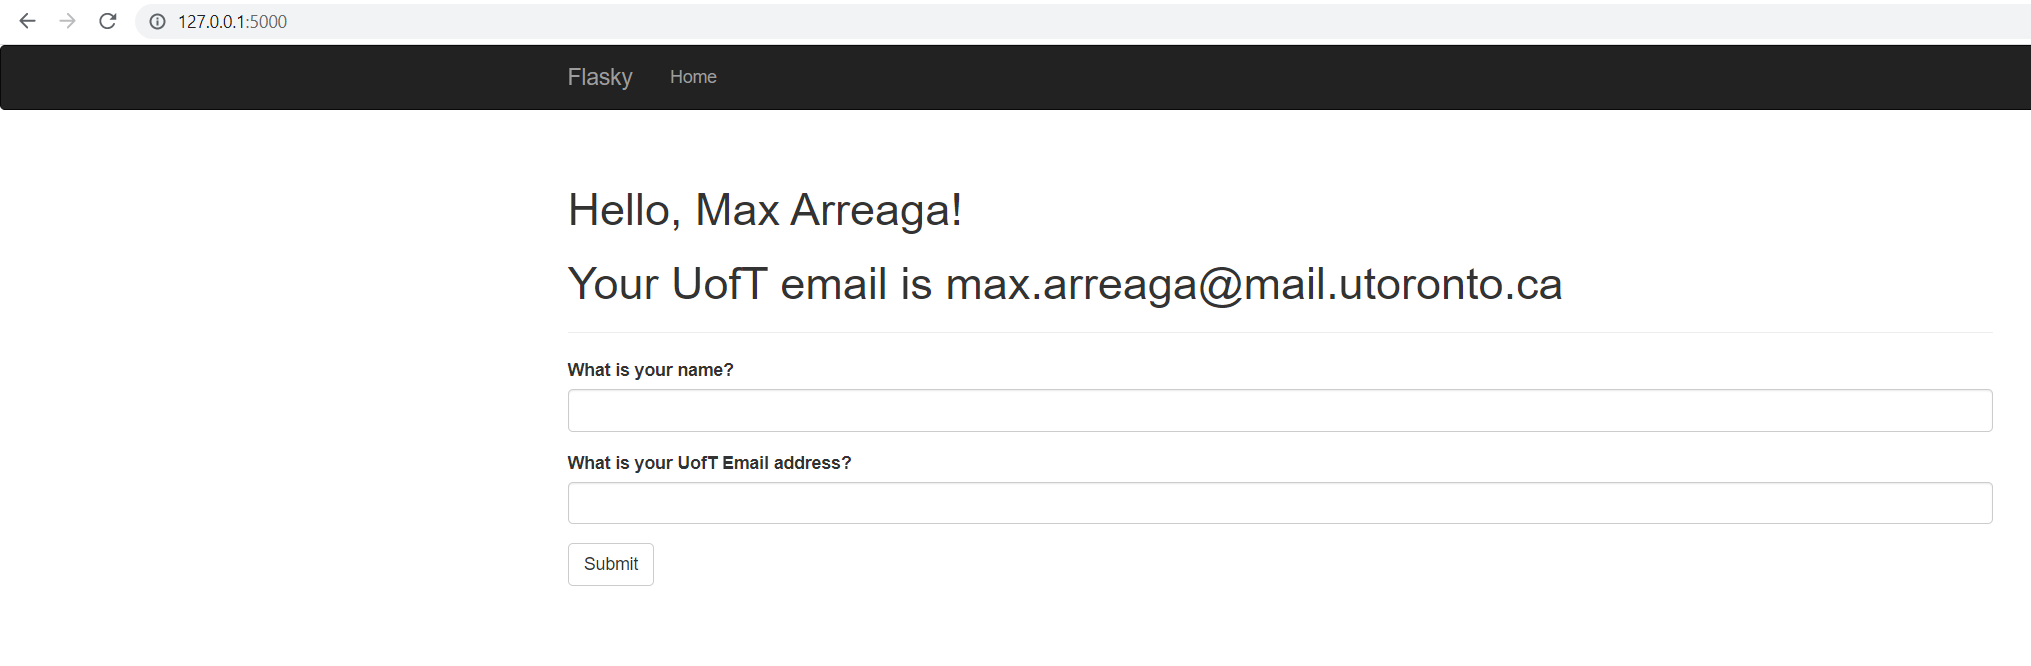 127.0.0.1:5000
Flasky Home
Hello, Max Arreaga!
Your UofT email is max.arreaga@mail.utoronto.ca
What is your name?
What is your UofT Email address?
Submit